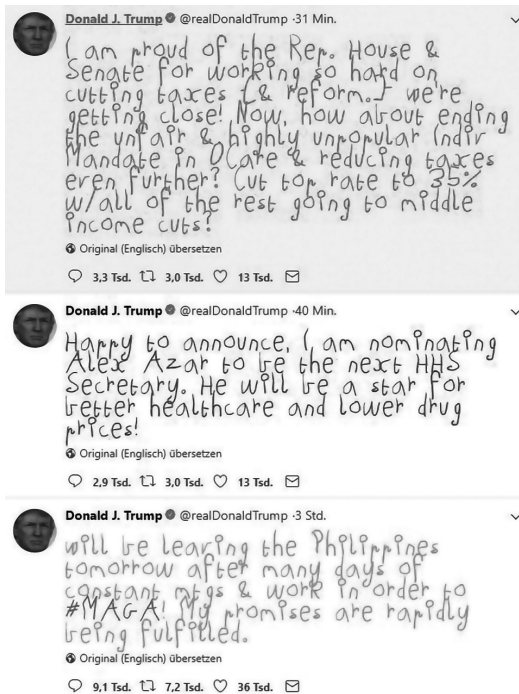 Donald J. Trump @realDonaldTrump ·31 Min.
I am proud of the Rep. House &
Senate for working so hard on
cutting taxes {& reform.} we're
getting close! Now, how about ending
the unfair & highly unpopular Indiv
Mandate in OCare & reducing taxes
even further? Cut top rate to 35%
w/all of the rest going to middle
income cuts?
Original (Englisch) übersetzen
3,3 Tsd. 3,0 Tsd. 13 Tsd.
Donald J. Trump @realDonaldTrump ·40 Min.
Happy to announce, I am nominating
Alex Azar to be the next HHS
Secretary. He will be a star for
better healthcare and lower drug
prices!
Original (Englisch) übersetzen
2,9 Tsd. 3,0 Tsd. 13 Tsd.
Donald J. Trump @realDonaldTrump ·3 Std.
will be leaving the Philippines
tomorrow after many days of
constant mtgs & work in order to
#MAGA! My promises are rapidly
being fulfilled.
Original (Englisch) übersetzen
9,1 Tsd. 7,2 Tsd. 36 Tsd.